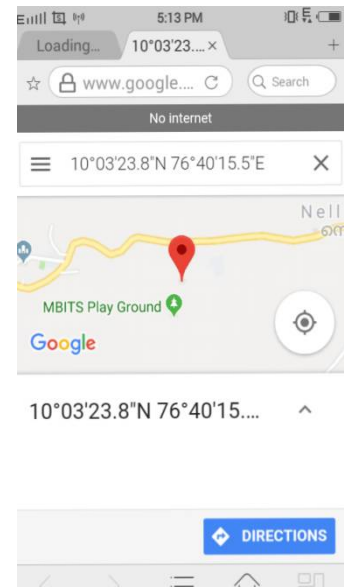 5:13 PM
Loading... 10°03'23....× +
www.google.... Search
No internet
10°03'23.8"N 76°40'15.5"E
Nell
MBITS Play Ground
Google
10°03'23.8"N 76°40'15....
DIRECTIONS